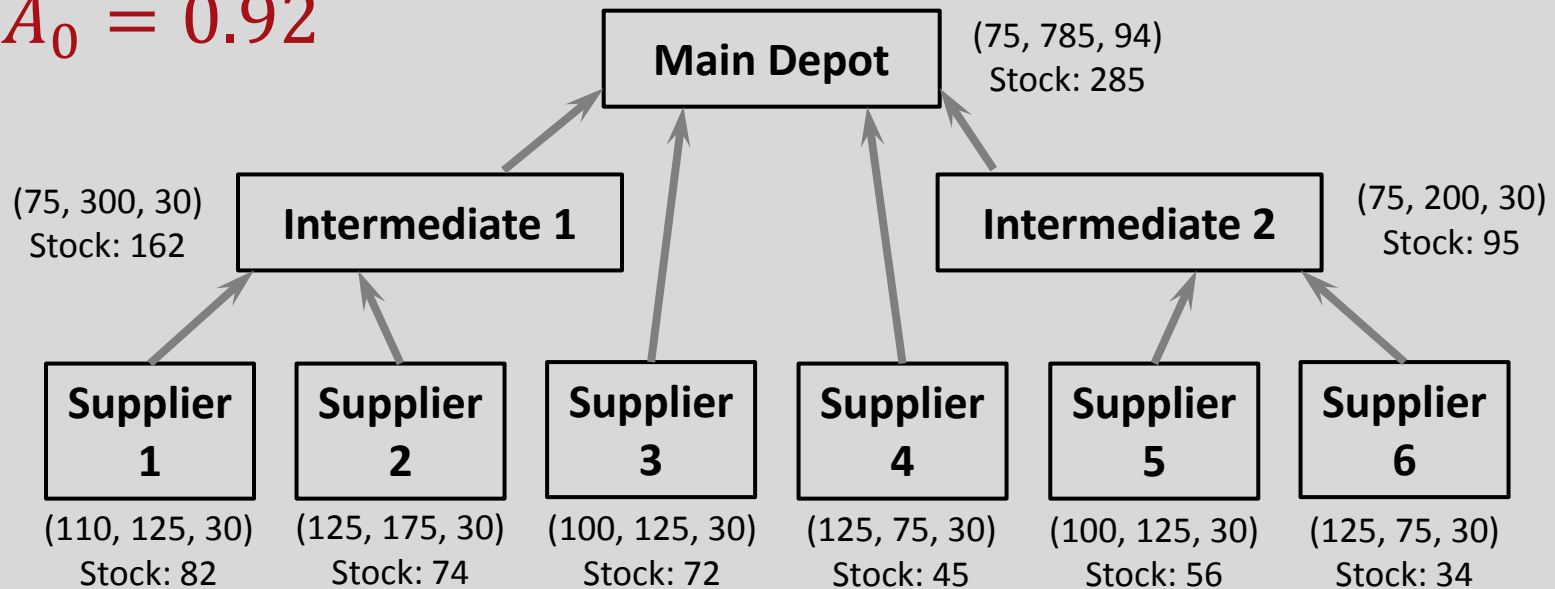 A₀ = 0.92
Main Depot
(75, 785, 94)
Stock: 285
(75, 300, 30)
Stock: 162
Intermediate 1
Intermediate 2
(75, 200, 30)
Stock: 95
Supplier
1
Supplier
2
Supplier
3
Supplier
4
Supplier
5
Supplier
6
(110, 125, 30)
Stock: 82
(125, 175, 30)
Stock: 74
(100, 125, 30)
Stock: 72
(125, 75, 30)
Stock: 45
(100, 125, 30)
Stock: 56
(125, 75, 30)
Stock: 34